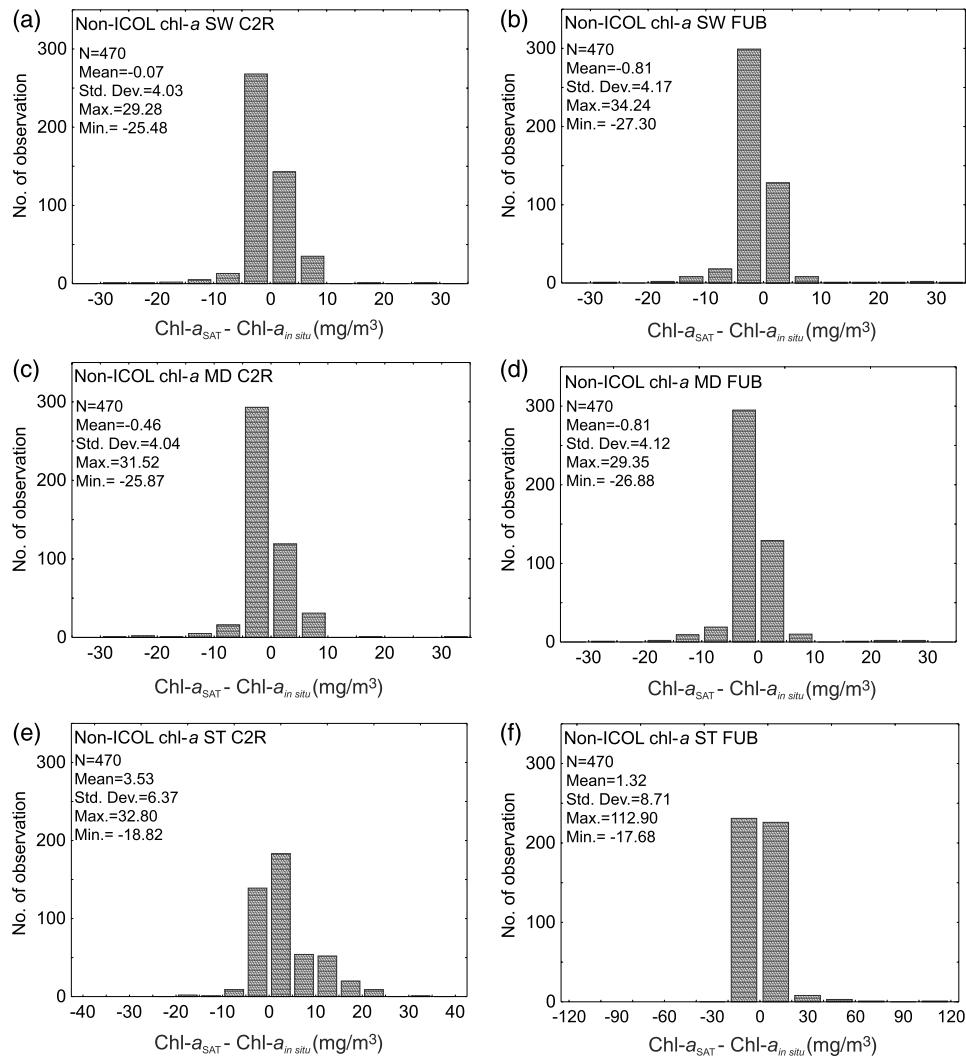 (a)
Non-ICOL chl-a SW C2R
N=470
Mean=-0.07
Std. Dev.=4.03
Max.=29.28
Min.= -25.48
No. of observation
300
200
100
0
-30 -20 -10 0 10 20 30
Chl-aSAT - Chl-ain situ (mg/m³)
(b)
Non-ICOL chl-a SW FUB
N=470
Mean=-0.81
Std. Dev.=4.17
Max.=34.24
Min.= -27.30
No. of observation
300
200
100
0
-30 -20 -10 0 10 20 30
Chl-aSAT - Chl-ain situ (mg/m³)
(c)
Non-ICOL chl-a MD C2R
N=470
Mean=-0.46
Std. Dev.=4.04
Max.=31.52
Min.= -25.87
No. of observation
300
200
100
0
-30 -20 -10 0 10 20 30
Chl-aSAT - Chl-ain situ (mg/m³)
(d)
Non-ICOL chl-a MD FUB
N=470
Mean=-0.81
Std. Dev.=4.12
Max.=29.35
Min.= -26.88
No. of observation
300
200
100
0
-30 -20 -10 0 10 20 30
Chl-aSAT - Chl-ain situ (mg/m³)
(e)
Non-ICOL chl-a ST C2R
N=470
Mean=3.53
Std. Dev.=6.37
Max.=32.80
Min.= -18.82
No. of observation
300
200
100
0
-40 -30 -20 -10 0 10 20 30 40
Chl-aSAT - Chl-ain situ (mg/m³)
(f)
Non-ICOL chl-a ST FUB
N=470
Mean=1.32
Std. Dev.=8.71
Max.=112.90
Min.= -17.68
No. of observation
300
200
100
0
-120 -90 -60 -30 0 30 60 90 120
Chl-aSAT - Chl-ain situ (mg/m³)